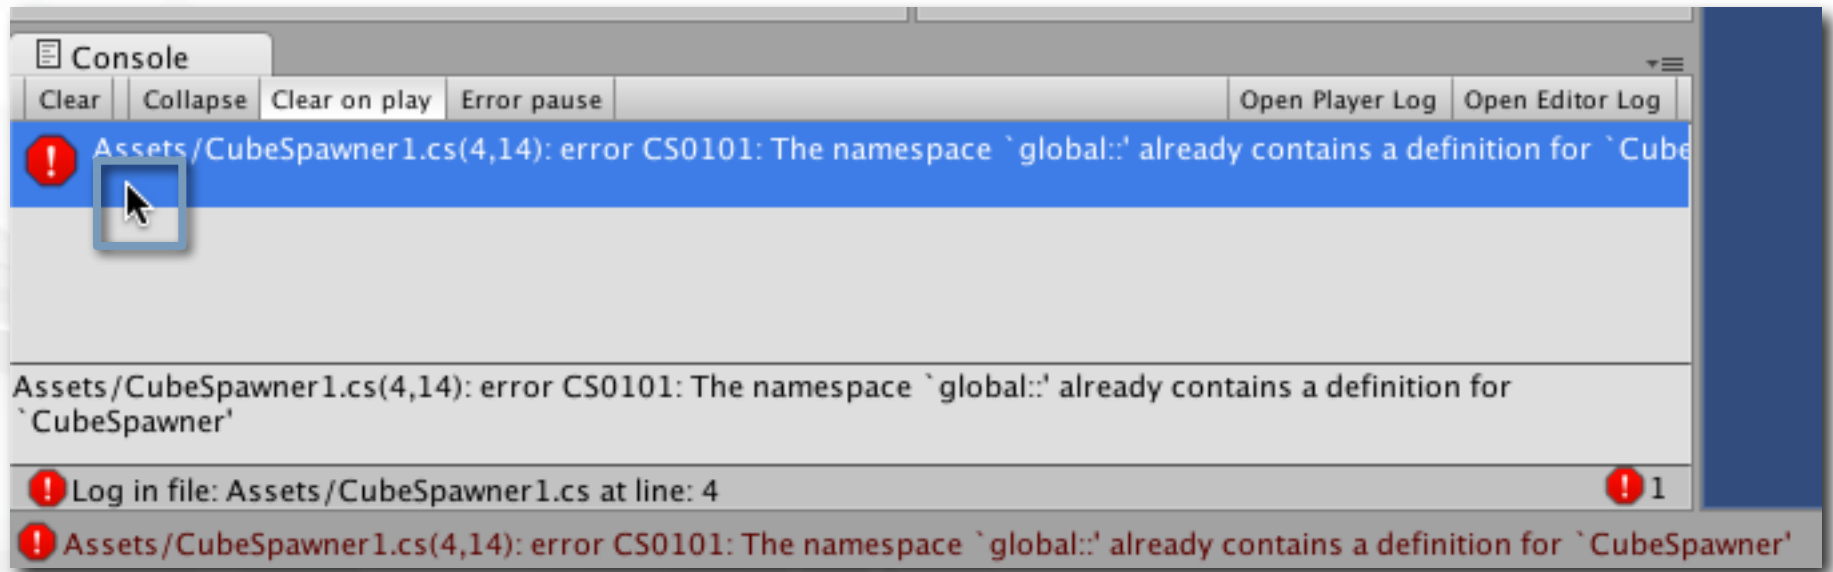 Console
Clear Collapse Clear on play Error pause Open Player Log Open Editor Log
Assets/CubeSpawner1.cs(4,14): error CS0101: The namespace `global::' already contains a definition for `Cube
Assets/CubeSpawner1.cs(4,14): error CS0101: The namespace `global::' already contains a definition for
`CubeSpawner'
Log in file: Assets/CubeSpawner1.cs at line: 4 1
Assets/CubeSpawner1.cs(4,14): error CS0101: The namespace `global::' already contains a definition for `CubeSpawner'